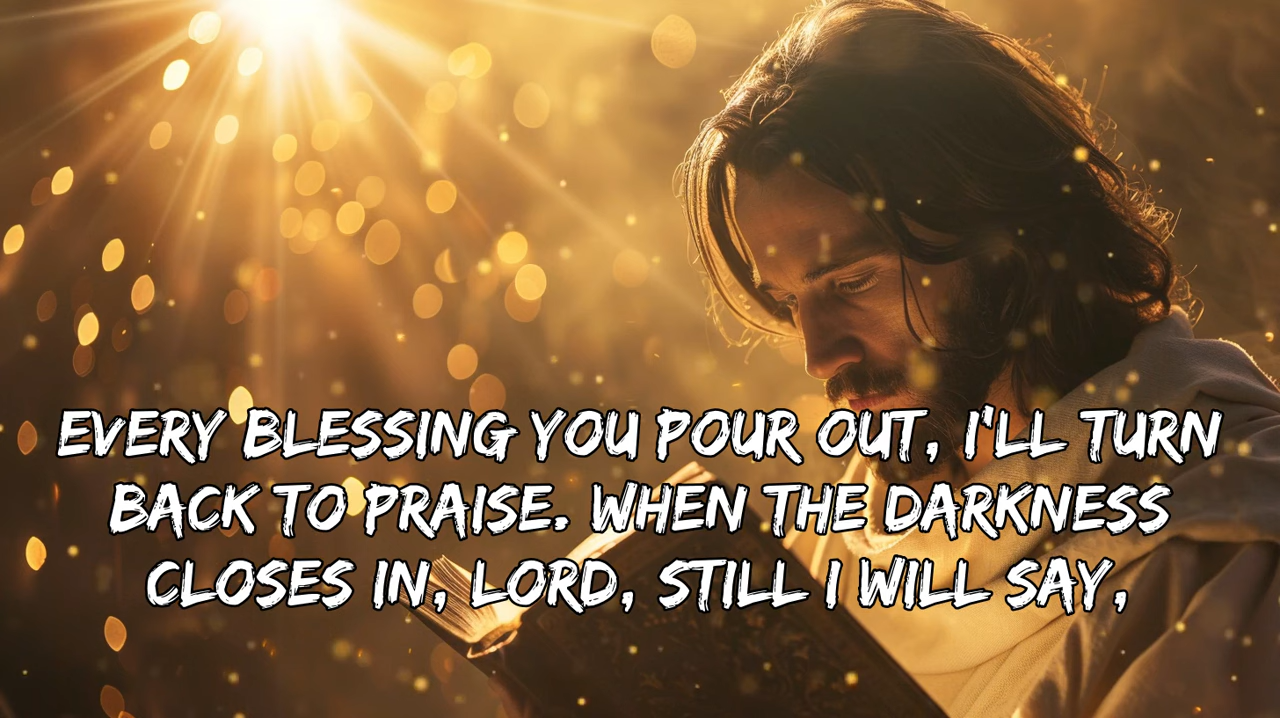 EVERY BLESSING YOU POUR OUT, I'LL TURN
BACK TO PRAISE. WHEN THE DARKNESS
CLOSES IN, LORD, STILL I WILL SAY,